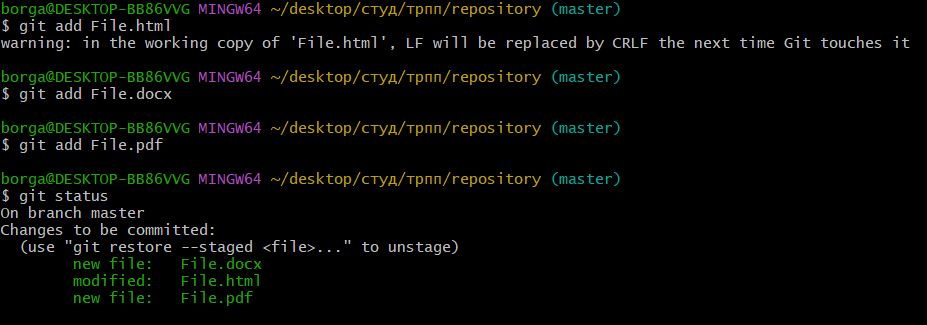 borga@DESKTOP-BB86VVG MINGW64 ~/desktop/студ/трпп/repository (master)
$ git add File.html
warning: in the working copy of 'File.html', LF will be replaced by CRLF the next time Git touches it
borga@DESKTOP-BB86VVG MINGW64 ~/desktop/студ/трпп/repository (master)
$ git add File.docx
borga@DESKTOP-BB86VVG MINGW64 ~/desktop/студ/трпп/repository (master)
$ git add File.pdf
borga@DESKTOP-BB86VVG MINGW64 ~/desktop/студ/трпп/repository (master)
$ git status
On branch master
Changes to be committed:
  (use "git restore --staged <file>..." to unstage)
        new file:   File.docx
        modified:   File.html
        new file:   File.pdf